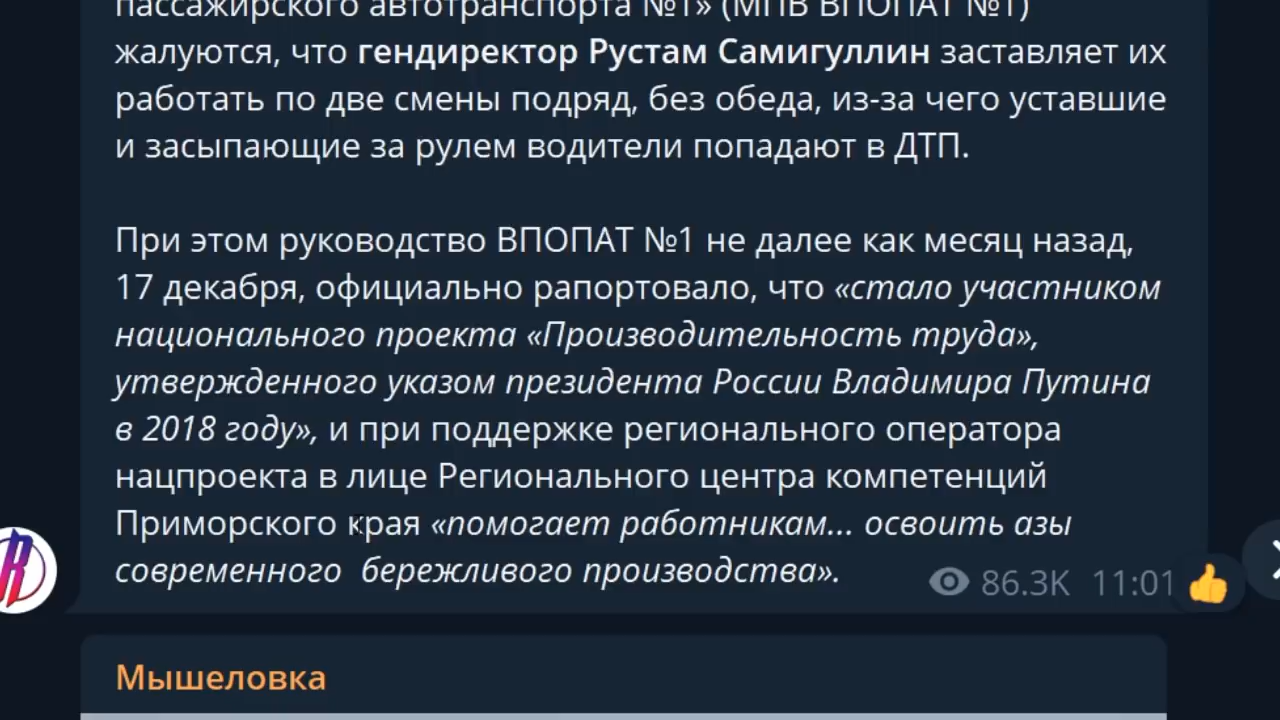 пассажирского автотранспорта №1» (МПВ ВПОПАТ №1)
жалуются, что гендиректор Рустам Самигуллин заставляет их
работать по две смены подряд, без обеда, из-за чего уставшие
и засыпающие за рулем водители попадают в ДТП.
При этом руководство ВПОПАТ №1 не далее как месяц назад,
17 декабря, официально рапортовало, что «стало участником
национального проекта «Производительность труда»,
утвержденного указом президента России Владимира Путина
в 2018 году», и при поддержке регионального оператора
нацпроекта в лице Регионального центра компетенций
Приморского края «помогает работникам... освоить азы
современного бережливого производства».
86.3K 11:01
Мышеловка